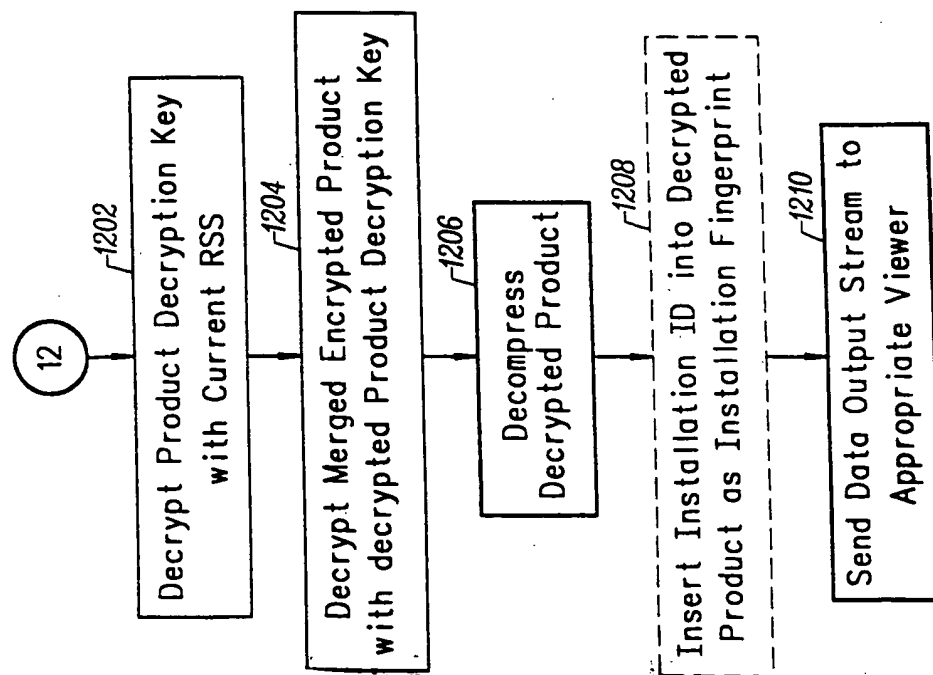 12
1202
Decrypt Product Decryption Key
with Current RSS
1204
Decrypt Merged Encrypted Product
with decrypted Product Decryption Key
1206
Decompress
Decrypted Product
1208
Insert Installation ID into Decrypted
Product as Installation Fingerprint
1210
Send Data Output Stream to
Appropriate Viewer